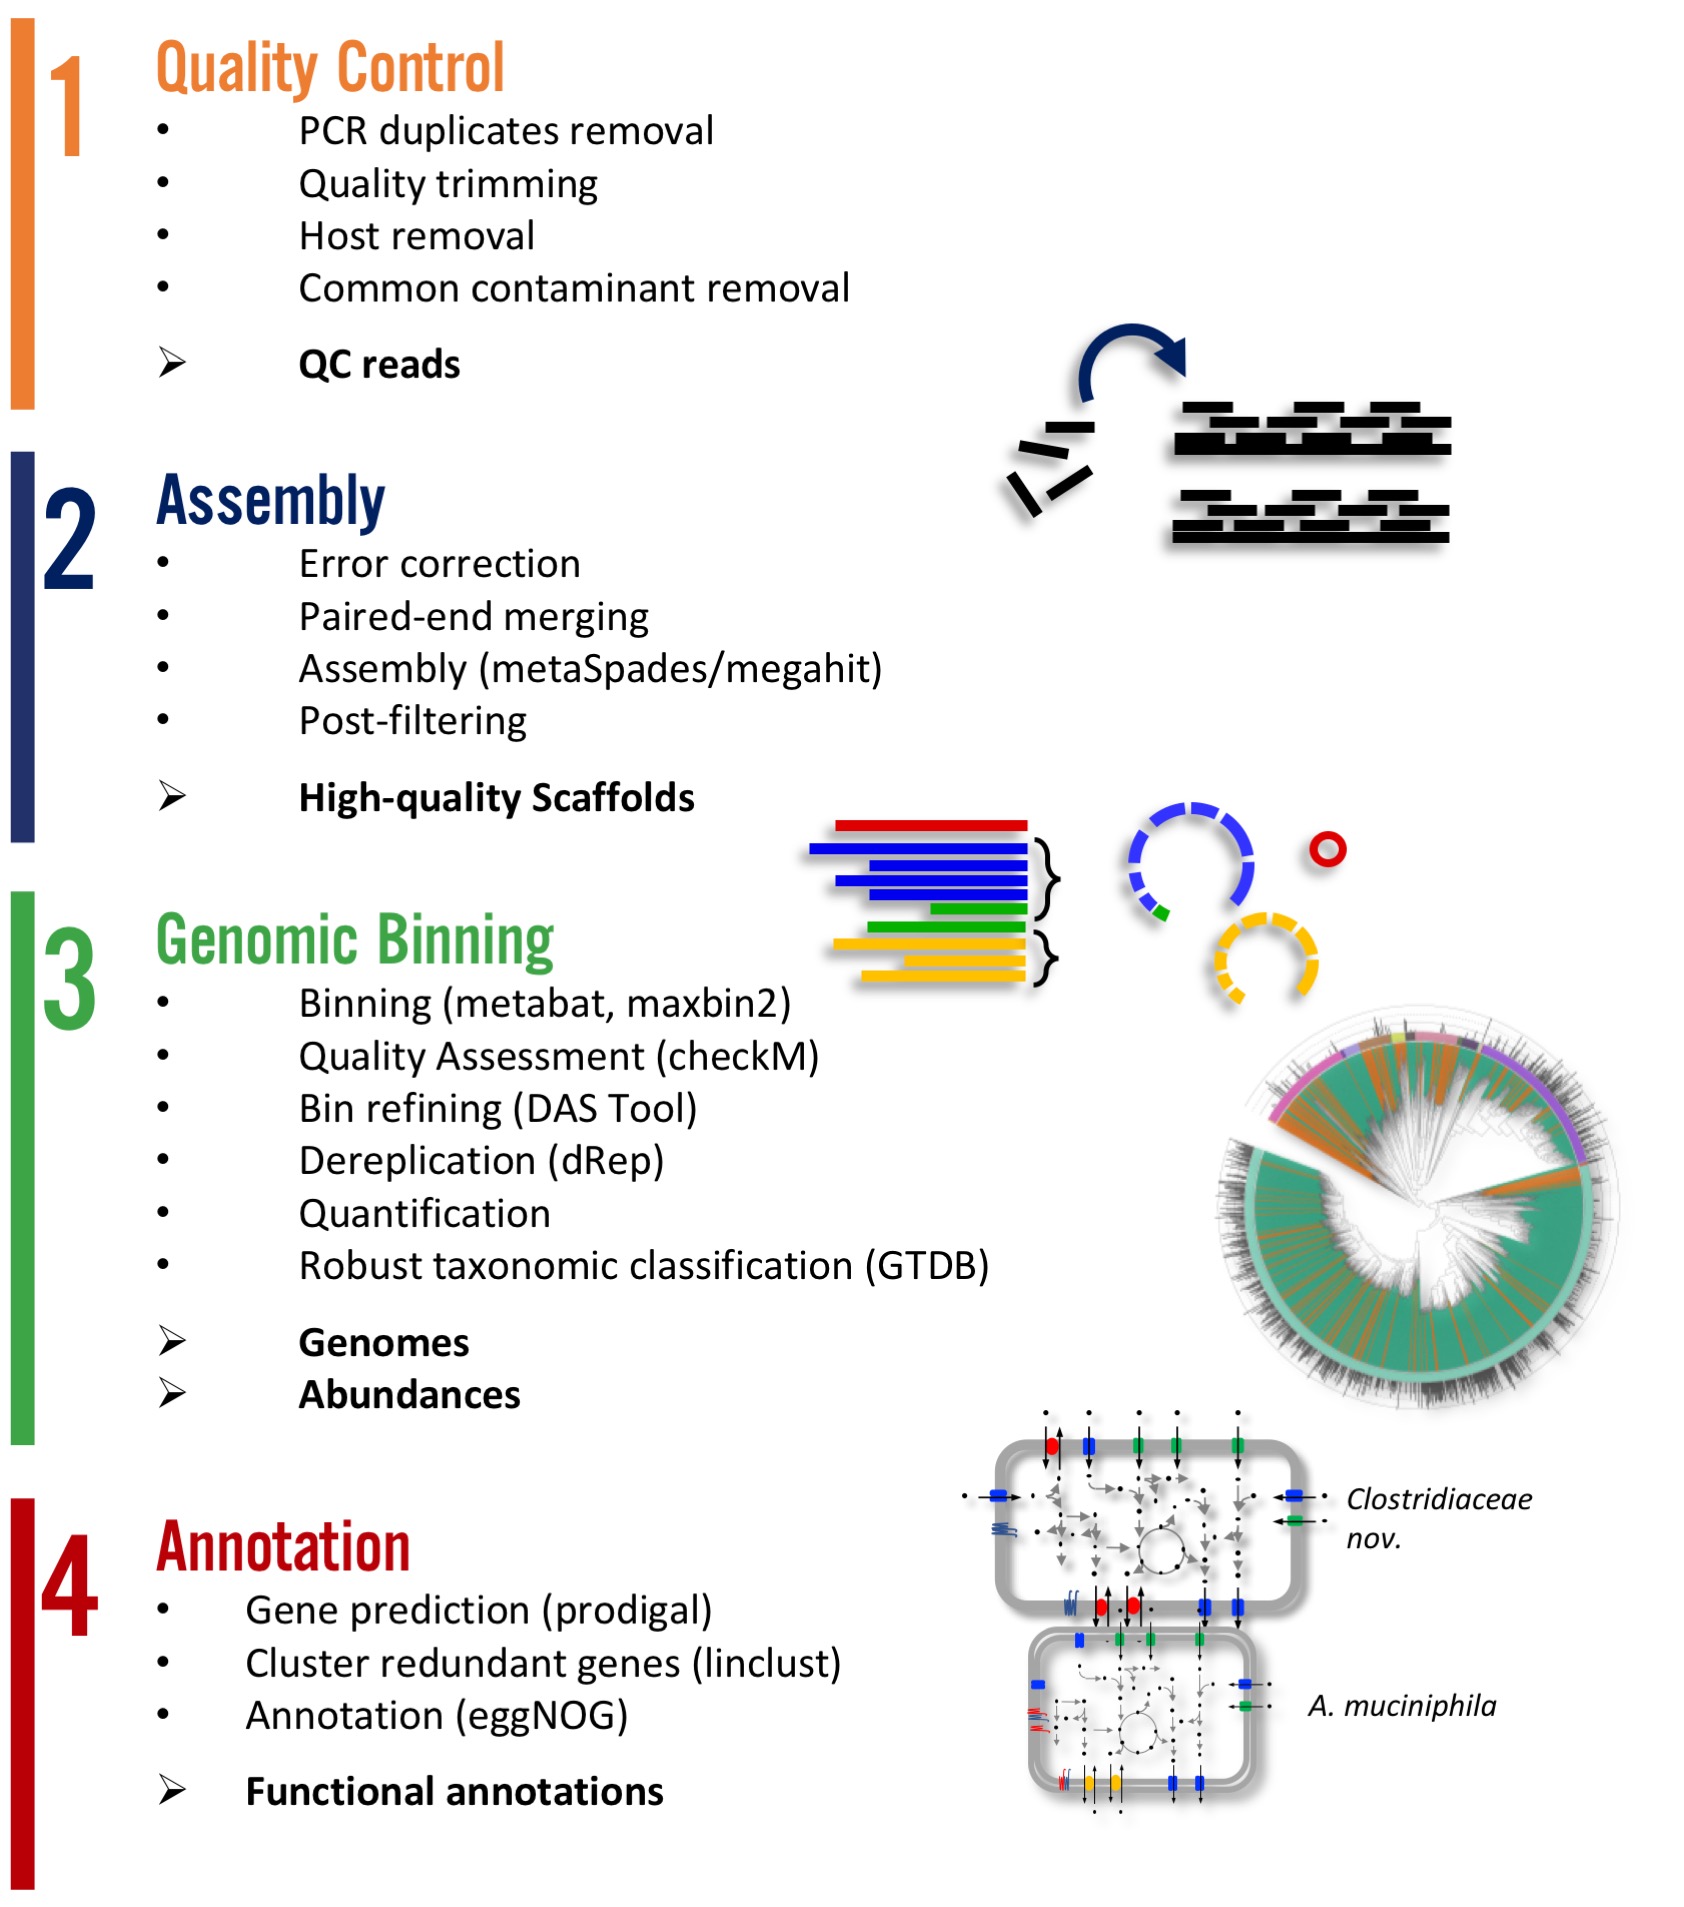 1
Quality Control
• PCR duplicates removal
• Quality trimming
• Host removal
• Common contaminant removal
➢ QC reads
2
Assembly
• Error correction
• Paired-end merging
• Assembly (metaSpades/megahit)
• Post-filtering
➢ High-quality Scaffolds
3
Genomic Binning
• Binning (metabat, maxbin2)
• Quality Assessment (checkM)
• Bin refining (DAS Tool)
• Dereplication (dRep)
• Quantification
• Robust taxonomic classification (GTDB)
➢ Genomes
➢ Abundances
4
Annotation
• Gene prediction (prodigal)
• Cluster redundant genes (linclust)
• Annotation (eggNOG)
➢ Functional annotations
Clostridiaceae
nov.
A. muciniphila